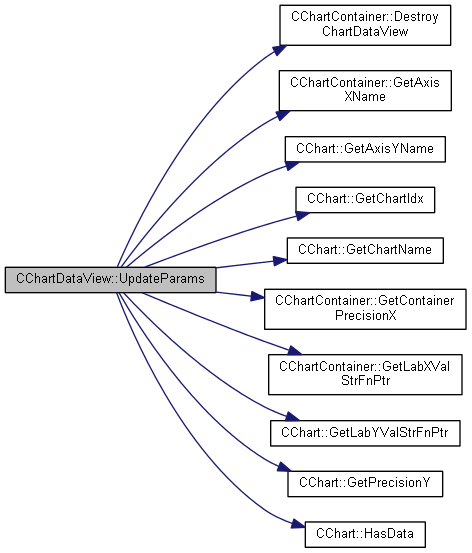 CChartContainer::Destroy
ChartDataView
CChartContainer::GetAxis
XName
CChart::GetAxisYName
CChart::GetChartIdx
CChart::GetChartName
CChartDataView::UpdateParams
CChartContainer::GetContainer
PrecisionX
CChartContainer::GetLabXVal
StrFnPtr
CChart::GetLabYValStrFnPtr
CChart::GetPrecisionY
CChart::HasData